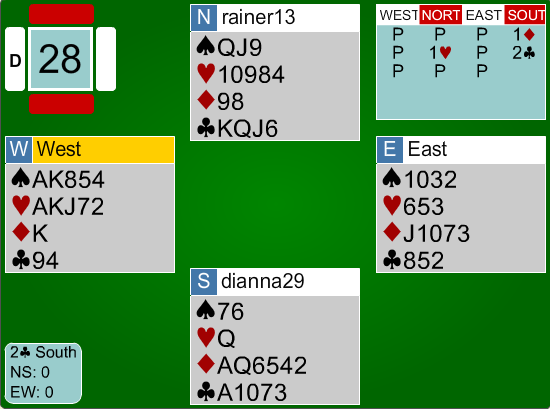 N rainer13
♠QJ9
♥10984
♦98
♣KQJ6
D 28
WEST NORT EAST SOUT
P P P 1♦
P 1♥ P 2♣
P P P
W West
♠AK854
♥AKJ72
♦K
♣94
E East
♠1032
♥653
♦J1073
♣852
S dianna29
♠76
♥Q
♦AQ6542
♣A1073
2♣ South
NS: 0
EW: 0